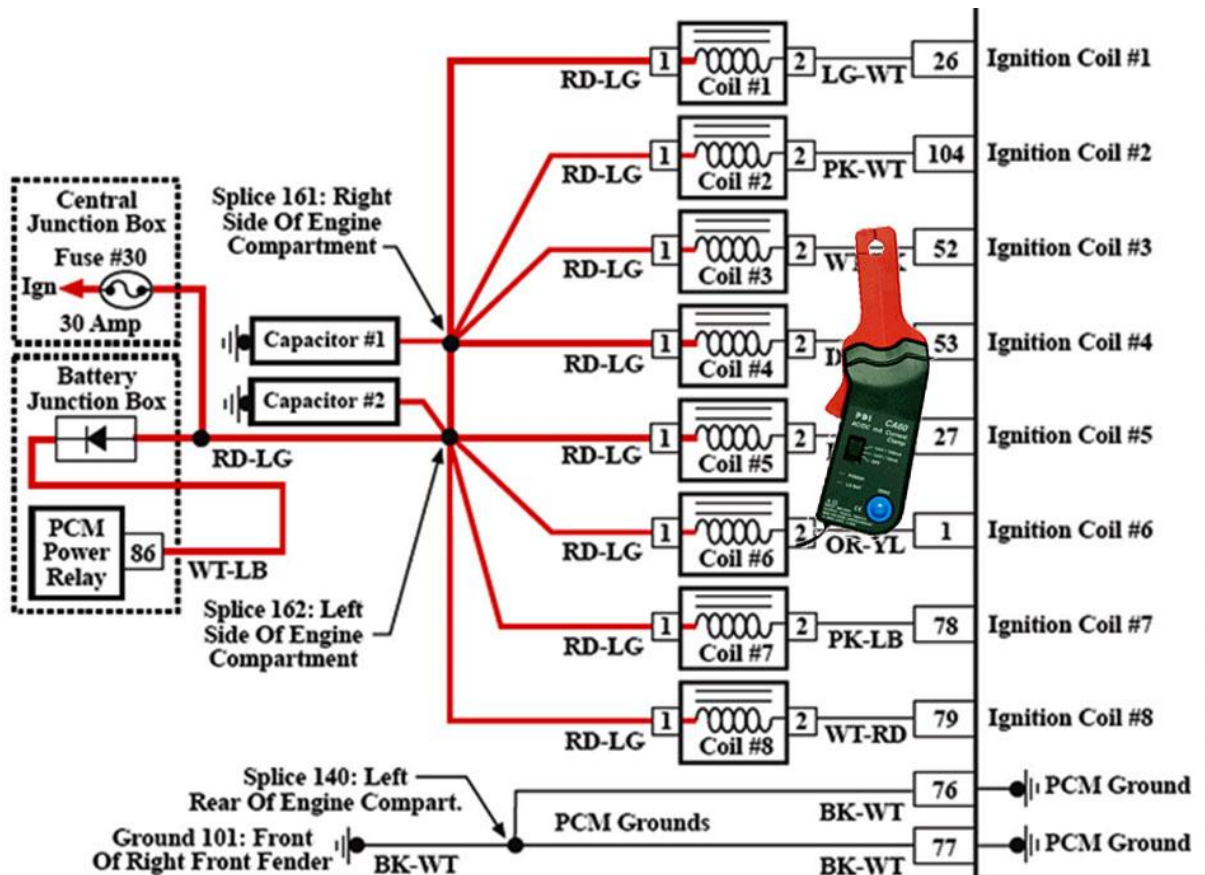 Central
Junction Box
Fuse #30
Ign
30 Amp
Battery
Junction Box
PCM
Power
Relay
86
WT-LB
RD-LG
Splice 161: Right
Side Of Engine
Compartment
Capacitor #1
Capacitor #2
Splice 162: Left
Side Of Engine
Compartment
RD-LG
1
Coil #1
2
LG-WT
26
Ignition Coil #1
RD-LG
1
Coil #2
2
PK-WT
104
Ignition Coil #2
RD-LG
1
Coil #3
2
52
Ignition Coil #3
RD-LG
1
Coil #4
2
53
Ignition Coil #4
RD-LG
1
Coil #5
2
27
Ignition Coil #5
PDI CA60
AC/DC mA Current
Clamp
RD-LG
1
Coil #6
2
OR-YL
1
Ignition Coil #6
RD-LG
1
Coil #7
2
PK-LB
78
Ignition Coil #7
RD-LG
1
Coil #8
2
WT-RD
79
Ignition Coil #8
Splice 140: Left
Rear Of Engine Compart.
76
BK-WT
PCM Ground
Ground 101: Front
Of Right Front Fender
BK-WT
PCM Grounds
77
BK-WT
PCM Ground